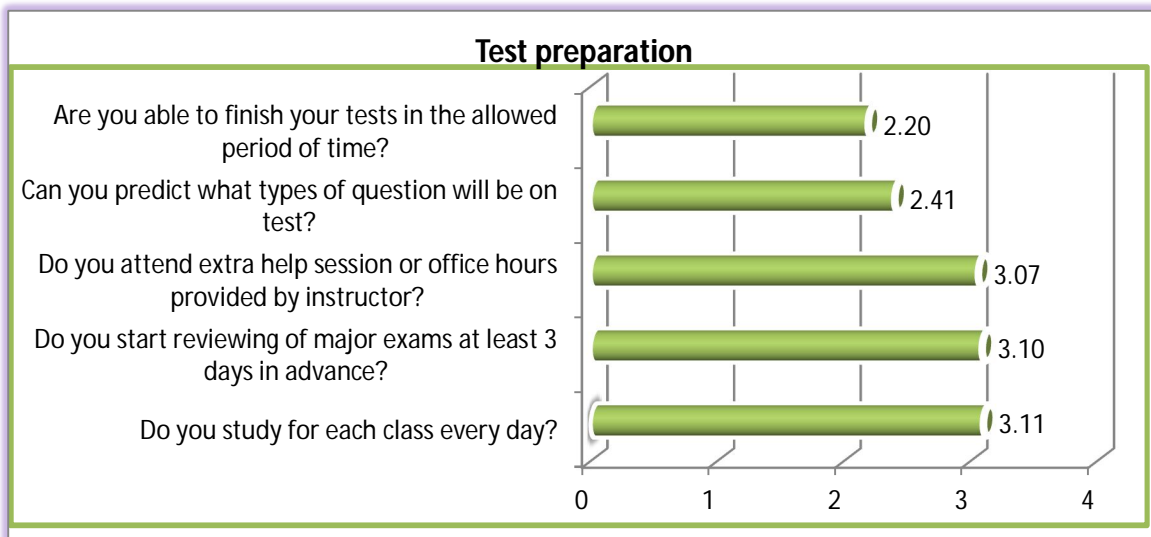 Test preparation
Are you able to finish your tests in the allowed
period of time?
2.20
Can you predict what types of question will be on
test?
2.41
Do you attend extra help session or office hours
provided by instructor?
3.07
Do you start reviewing of major exams at least 3
days in advance?
3.10
Do you study for each class every day?
3.11
0 1 2 3 4